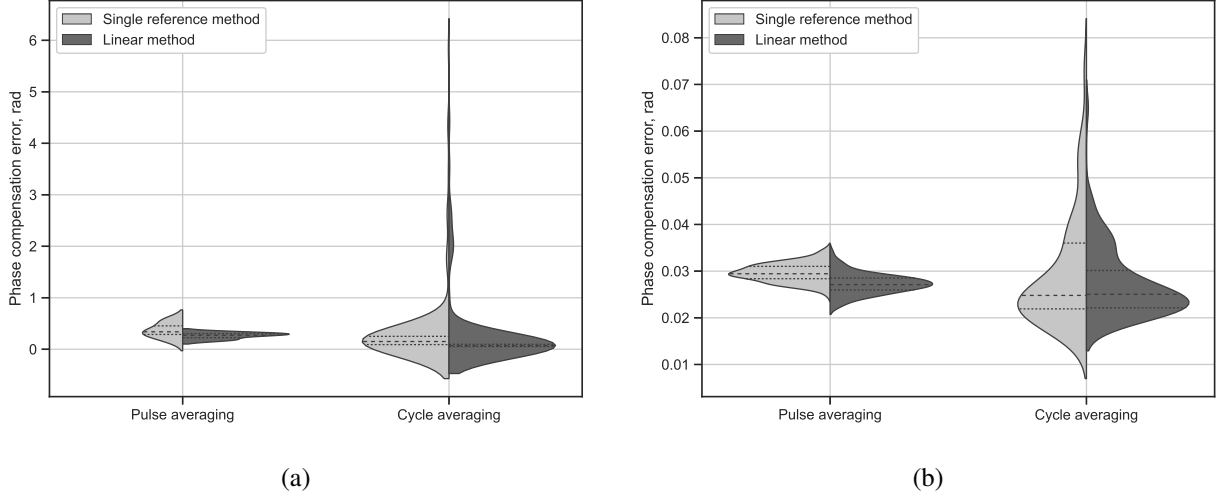 Single reference method
Linear method
Phase compensation error, rad
6
5
4
3
2
1
0
Pulse averaging
Cycle averaging
(a)
Single reference method
Linear method
Phase compensation error, rad
0.08
0.07
0.06
0.05
0.04
0.03
0.02
0.01
Pulse averaging
Cycle averaging
(b)